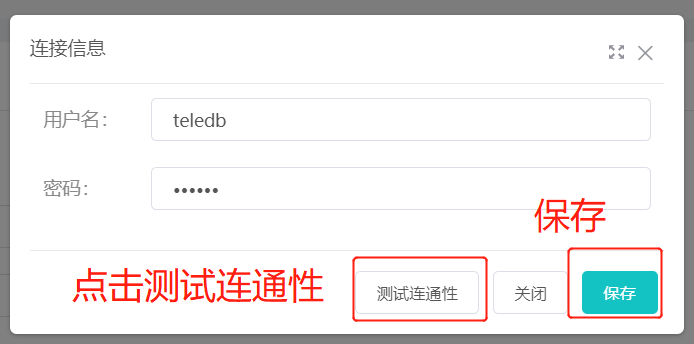 连接信息
用户名：
teledb
密码：
••••••
保存
点击测试连通性
测试连通性
关闭
保存